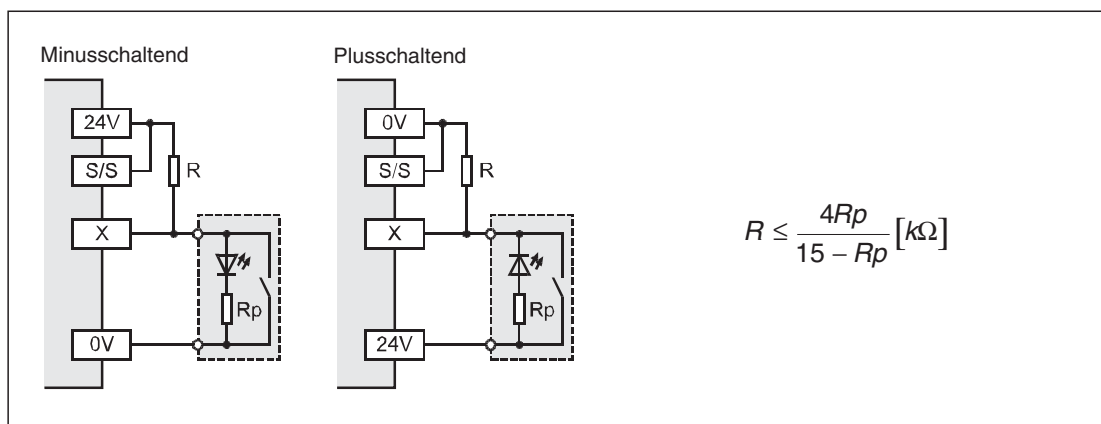 Minusschaltend
24V
S/S
R
X
Rp
0V
Plusschaltend
0V
S/S
R
X
Rp
24V
R ≤ 4Rp / 15 – Rp [kΩ]